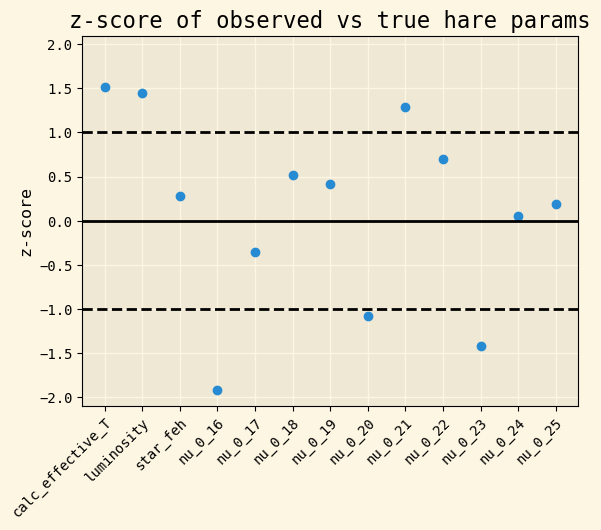 z-score of observed vs true hare params
2.0
1.5
1.0
0.5
0.0
−0.5
−1.0
−1.5
−2.0
z-score
calc_effective_T
luminosity
star_feh
nu_0_16
nu_0_17
nu_0_18
nu_0_19
nu_0_20
nu_0_21
nu_0_22
nu_0_23
nu_0_24
nu_0_25